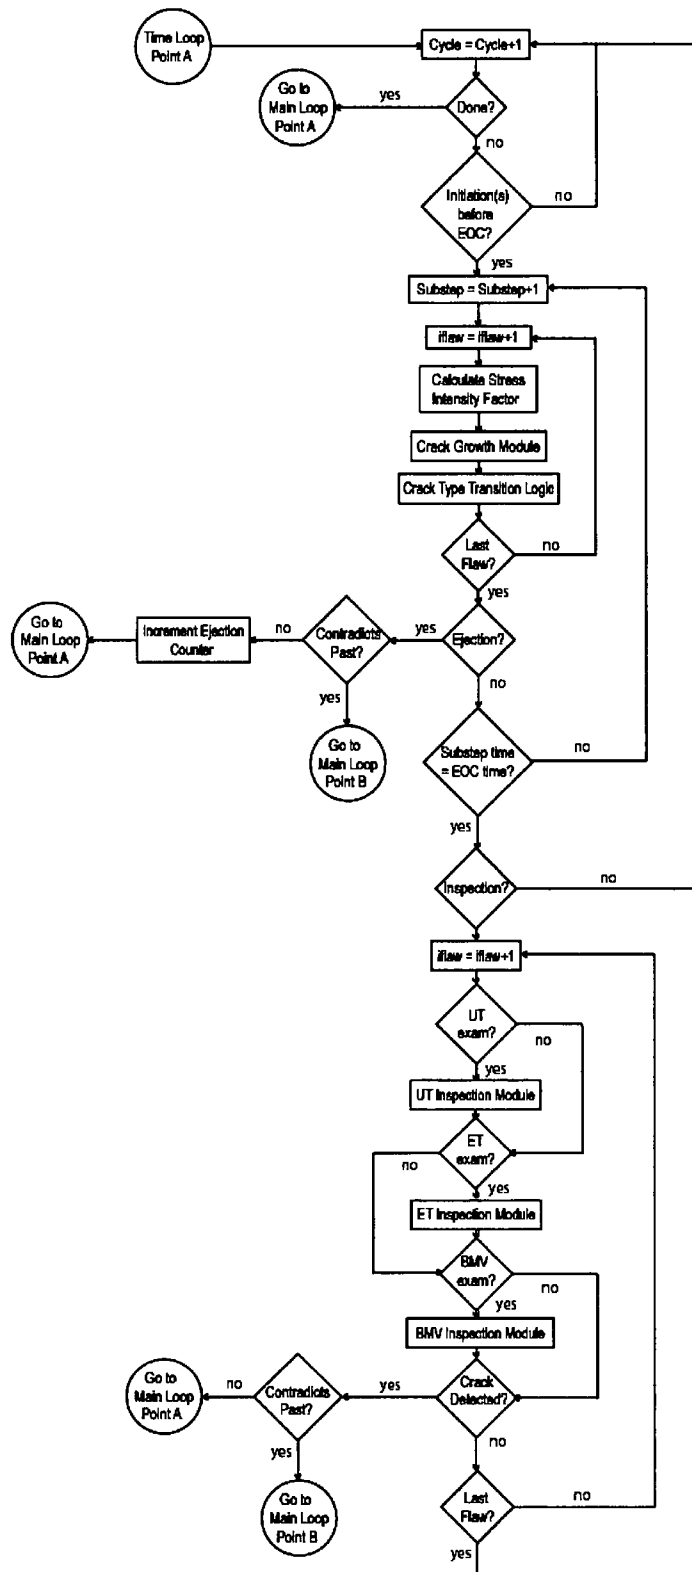 Time Loop
Point A
Cycle = Cycle+1
Go to
Main Loop
Point A
yes
Done?
no
Initiation(s)
before
EOC?
no
yes
Substep = Substep+1
iflaw = iflaw+1
Calculate Stress
Intensity Factor
Crack Growth Module
Crack Type Transition Logic
Last
Flaw?
no
yes
Go to
Main Loop
Point A
Increment Ejection
Counter
no
Contradicts
Past?
yes
Ejection?
yes
no
Go to
Main Loop
Point B
Substep time
= EOC time?
no
yes
Inspection?
no
iflaw = iflaw+1
UT
exam?
no
yes
UT Inspection Module
ET
exam?
no
yes
ET Inspection Module
BMV
exam?
no
yes
BMV Inspection Module
Go to
Main Loop
Point A
no
Contradicts
Past?
yes
Crack
Detected?
yes
no
Go to
Main Loop
Point B
Last
Flaw?
no
yes